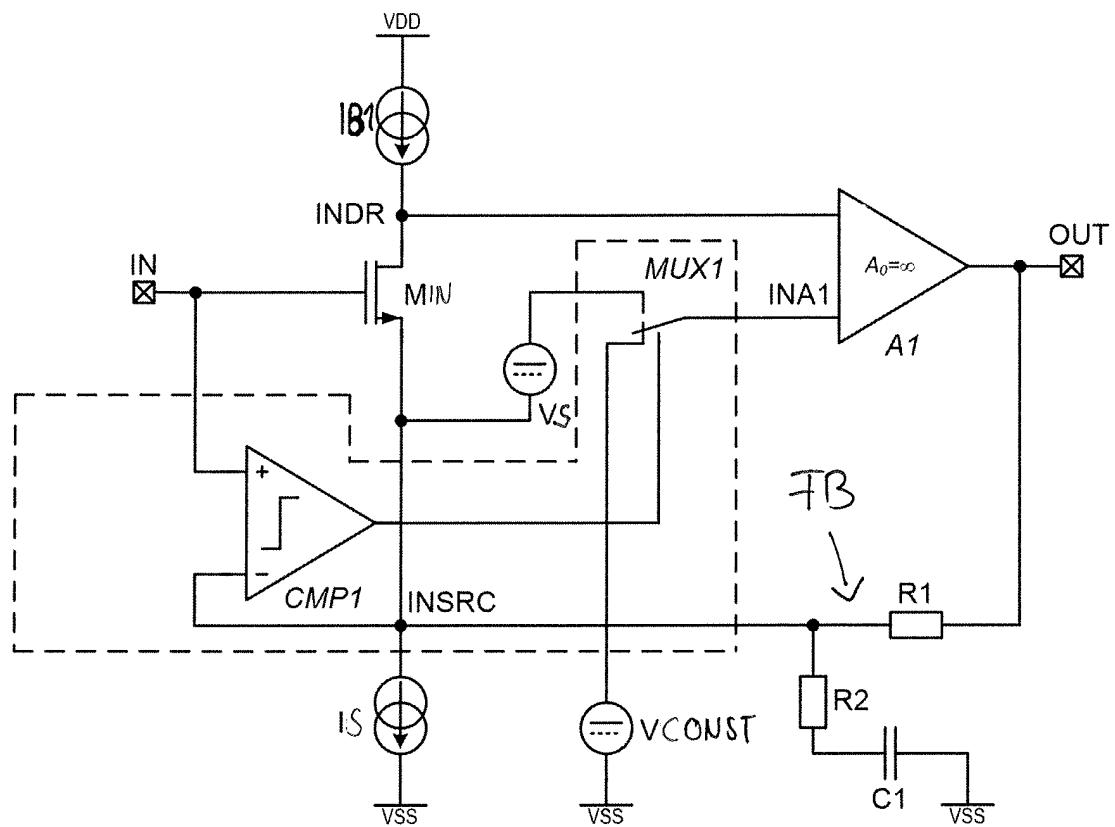 VDD
IB1
INDR
OUT
IN
MIN
MUX1
A₀=∞
INA1
A1
VS
+
FB
−
CMP1
INSRC
R1
R2
IS
VCONST
C1
VSS
VSS
VSS